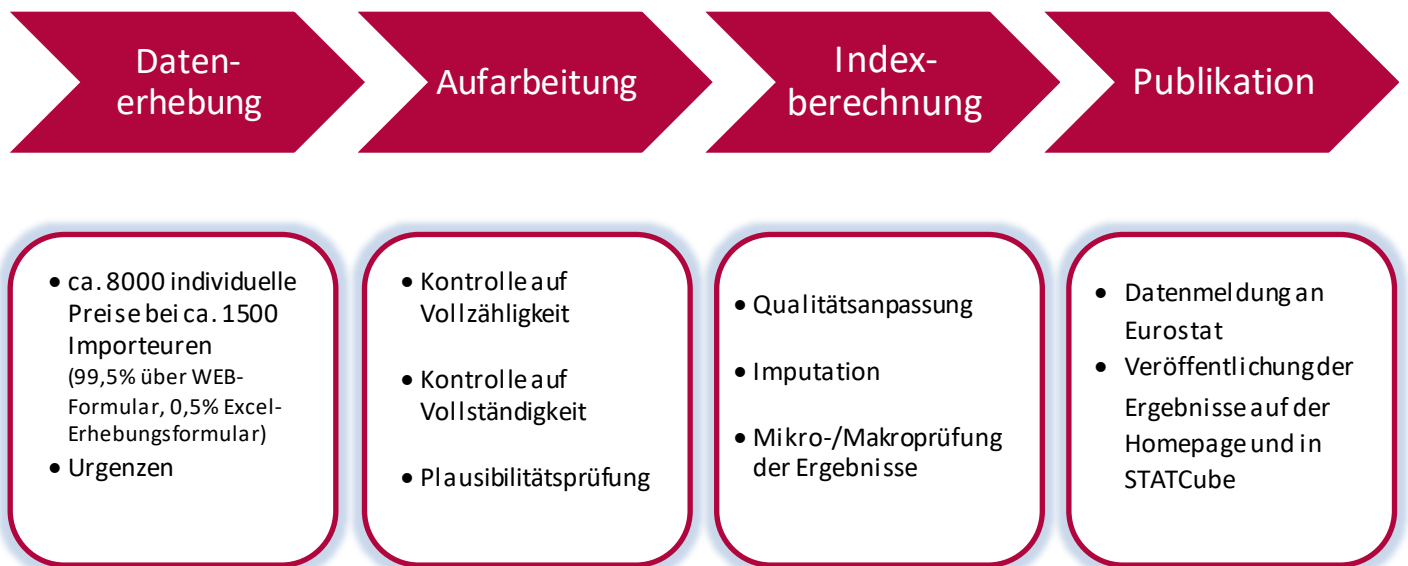 Daten-
erhebung
Aufarbeitung
Index-
berechnung
Publikation
• ca. 8000 individuelle
Preise bei ca. 1500
Importeuren
(99,5% über WEB-
Formular, 0,5% Excel-
Erhebungsformular)
• Urgenzen
• Kontrolle auf
Vollzähligkeit
• Kontrolle auf
Vollständigkeit
• Plausibilitätsprüfung
• Qualitätsanpassung
• Imputation
• Mikro-/Makroprüfung
der Ergebnisse
• Datenmeldung an
Eurostat
• Veröffentlichung der
Ergebnisse auf der
Homepage und in
STATCube